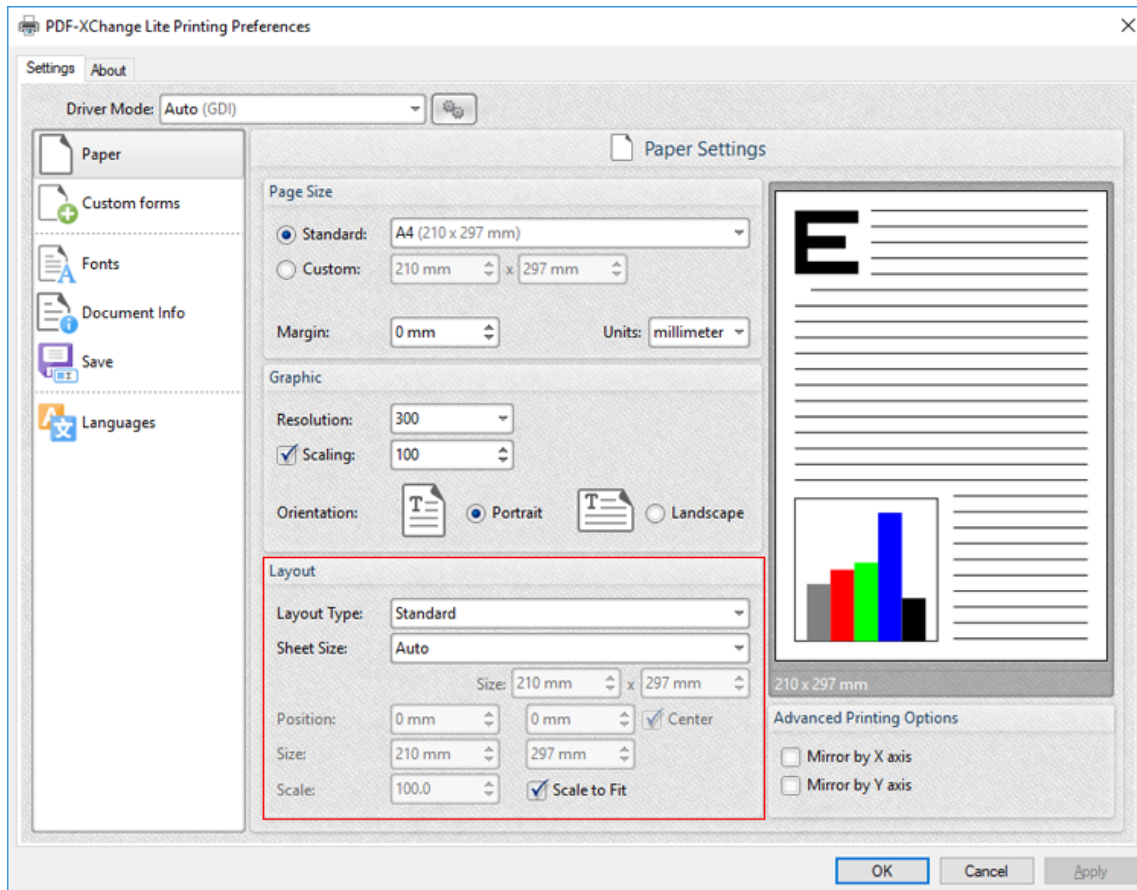 PDF-XChange Lite Printing Preferences
Settings About
Driver Mode: Auto (GDI)
Paper
Custom forms
Fonts
Document Info
Save
Languages
Paper Settings
Page Size
Standard: A4 (210 x 297 mm)
Custom: 210 mm x 297 mm
Margin: 0 mm Units: millimeter
Graphic
Resolution: 300
Scaling: 100
Orientation: T Portrait T Landscape
Layout
Layout Type: Standard
Sheet Size: Auto
Size: 210 mm x 297 mm
Position: 0 mm 0 mm Center
Size: 210 mm 297 mm
Scale: 100.0 Scale to Fit
E
210 x 297 mm
Advanced Printing Options
Mirror by X axis
Mirror by Y axis
OK Cancel Apply